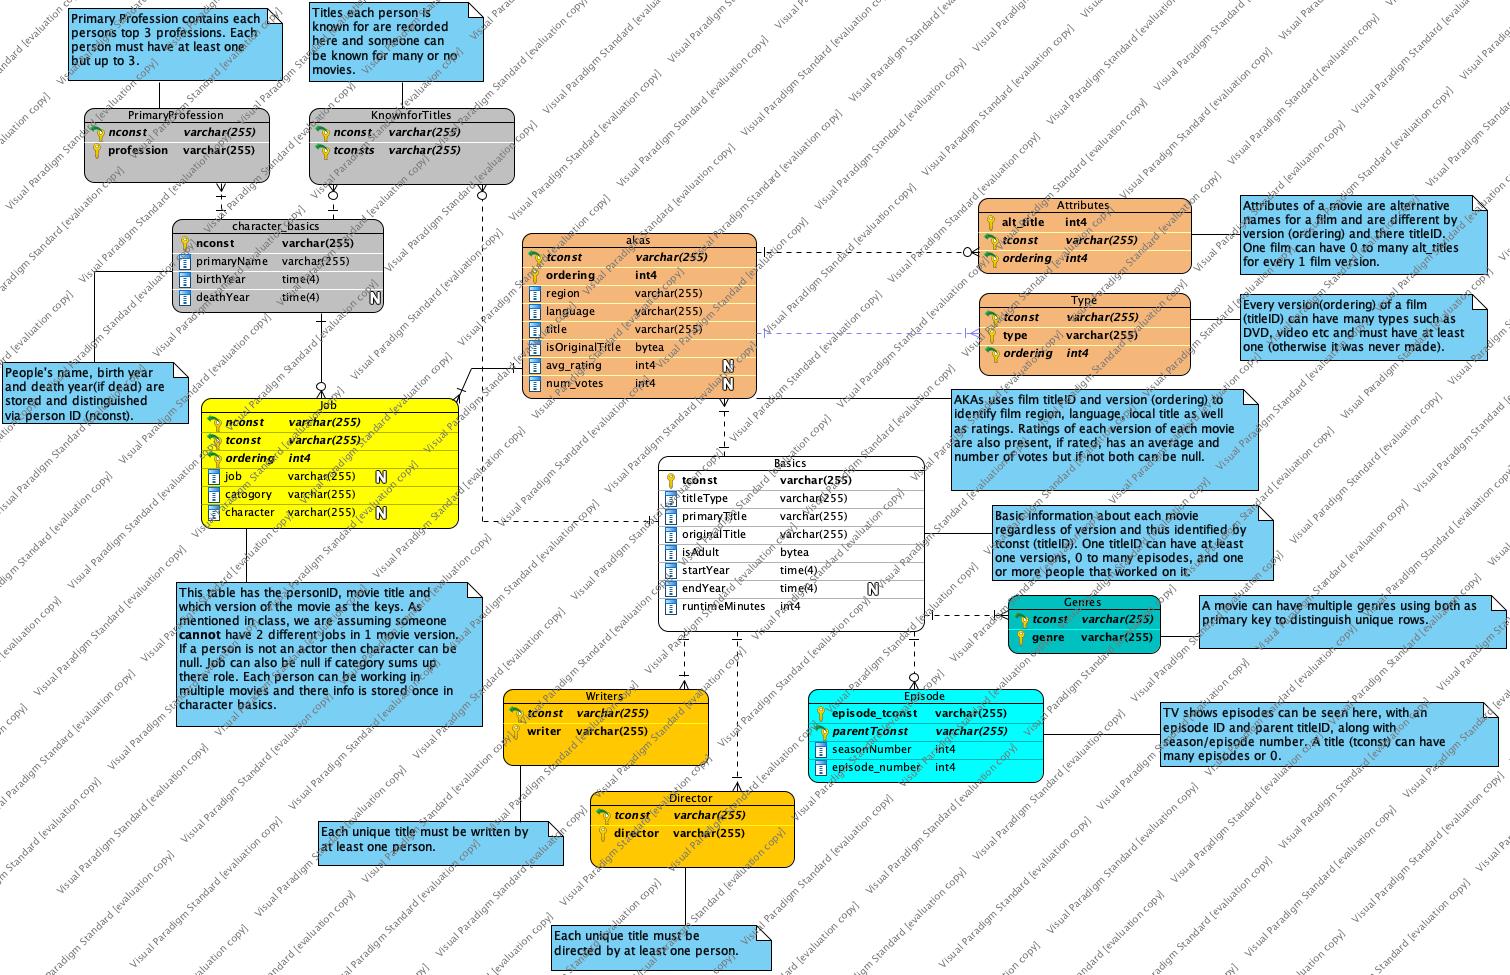 Primary Profession contains each
persons top 3 professions. Each
person must have at least one
but up to 3.
Titles each person is
known for are recorded
here and someone can
be known for many or no
movies.
PrimaryProfession
nconst varchar(255)
profession varchar(255)
KnownforTitles
nconst varchar(255)
tconsts varchar(255)
character_basics
nconst varchar(255)
primaryName varchar(255)
birthYear time(4)
deathYear time(4) N
People's name, birth year
and death year(if dead) are
stored and distinguished
via person ID (nconst).
akas
tconst varchar(255)
ordering int4
region varchar(255)
language varchar(255)
title varchar(255)
isOriginalTitle bytea
avg_rating int4 N
num_votes int4 N
Attributes
alt_title int4
tconst varchar(255)
ordering int4
Attributes of a movie are alternative
names for a film and are different by
version (ordering) and there titleID.
One film can have 0 to many alt_titles
for every 1 film version.
Type
tconst varchar(255)
type varchar(255)
ordering int4
Every version(ordering) of a film
(titleID) can have many types such as
DVD, video etc and must have at least
one (otherwise it was never made).
AKAs uses film titleID and version (ordering) to
identify film region, language, local title as well
as ratings. Ratings of each version of each movie
are also present, if rated, has an average and
number of votes but if not both can be null.
Job
nconst varchar(255)
tconst varchar(255)
ordering int4
job varchar(255) N
catogory varchar(255)
character varchar(255) N
Basics
tconst varchar(255)
titleType varchar(255)
primaryTitle varchar(255)
originalTitle varchar(255)
isAdult bytea
startYear time(4)
endYear time(4) N
runtimeMinutes int4
Basic information about each movie
regardless of version and thus identified by
tconst (titleID). One titleID can have at least
one versions, 0 to many episodes, and one
or more people that worked on it.
This table has the personID, movie title and
which version of the movie as the keys. As
mentioned in class, we are assuming someone
cannot have 2 different jobs in 1 movie version.
If a person is not an actor then character can be
null. Job can also be null if category sums up
there role. Each person can be working in
multiple movies and there info is stored once in
character basics.
Genres
tconst varchar(255)
genre varchar(255)
A movie can have multiple genres using both as
primary key to distinguish unique rows.
Writers
tconst varchar(255)
writer varchar(255)
Episode
episode_tconst varchar(255)
parentTconst varchar(255)
seasonNumber int4
episode_number int4
TV shows episodes can be seen here, with an
episode ID and parent titleID, along with
season/episode number. A title (tconst) can have
many episodes or 0.
Director
tconst varchar(255)
director varchar(255)
Each unique title must be written by
at least one person.
Each unique title must be
directed by at least one person.
Visual Paradigm Standard [evaluation copy]